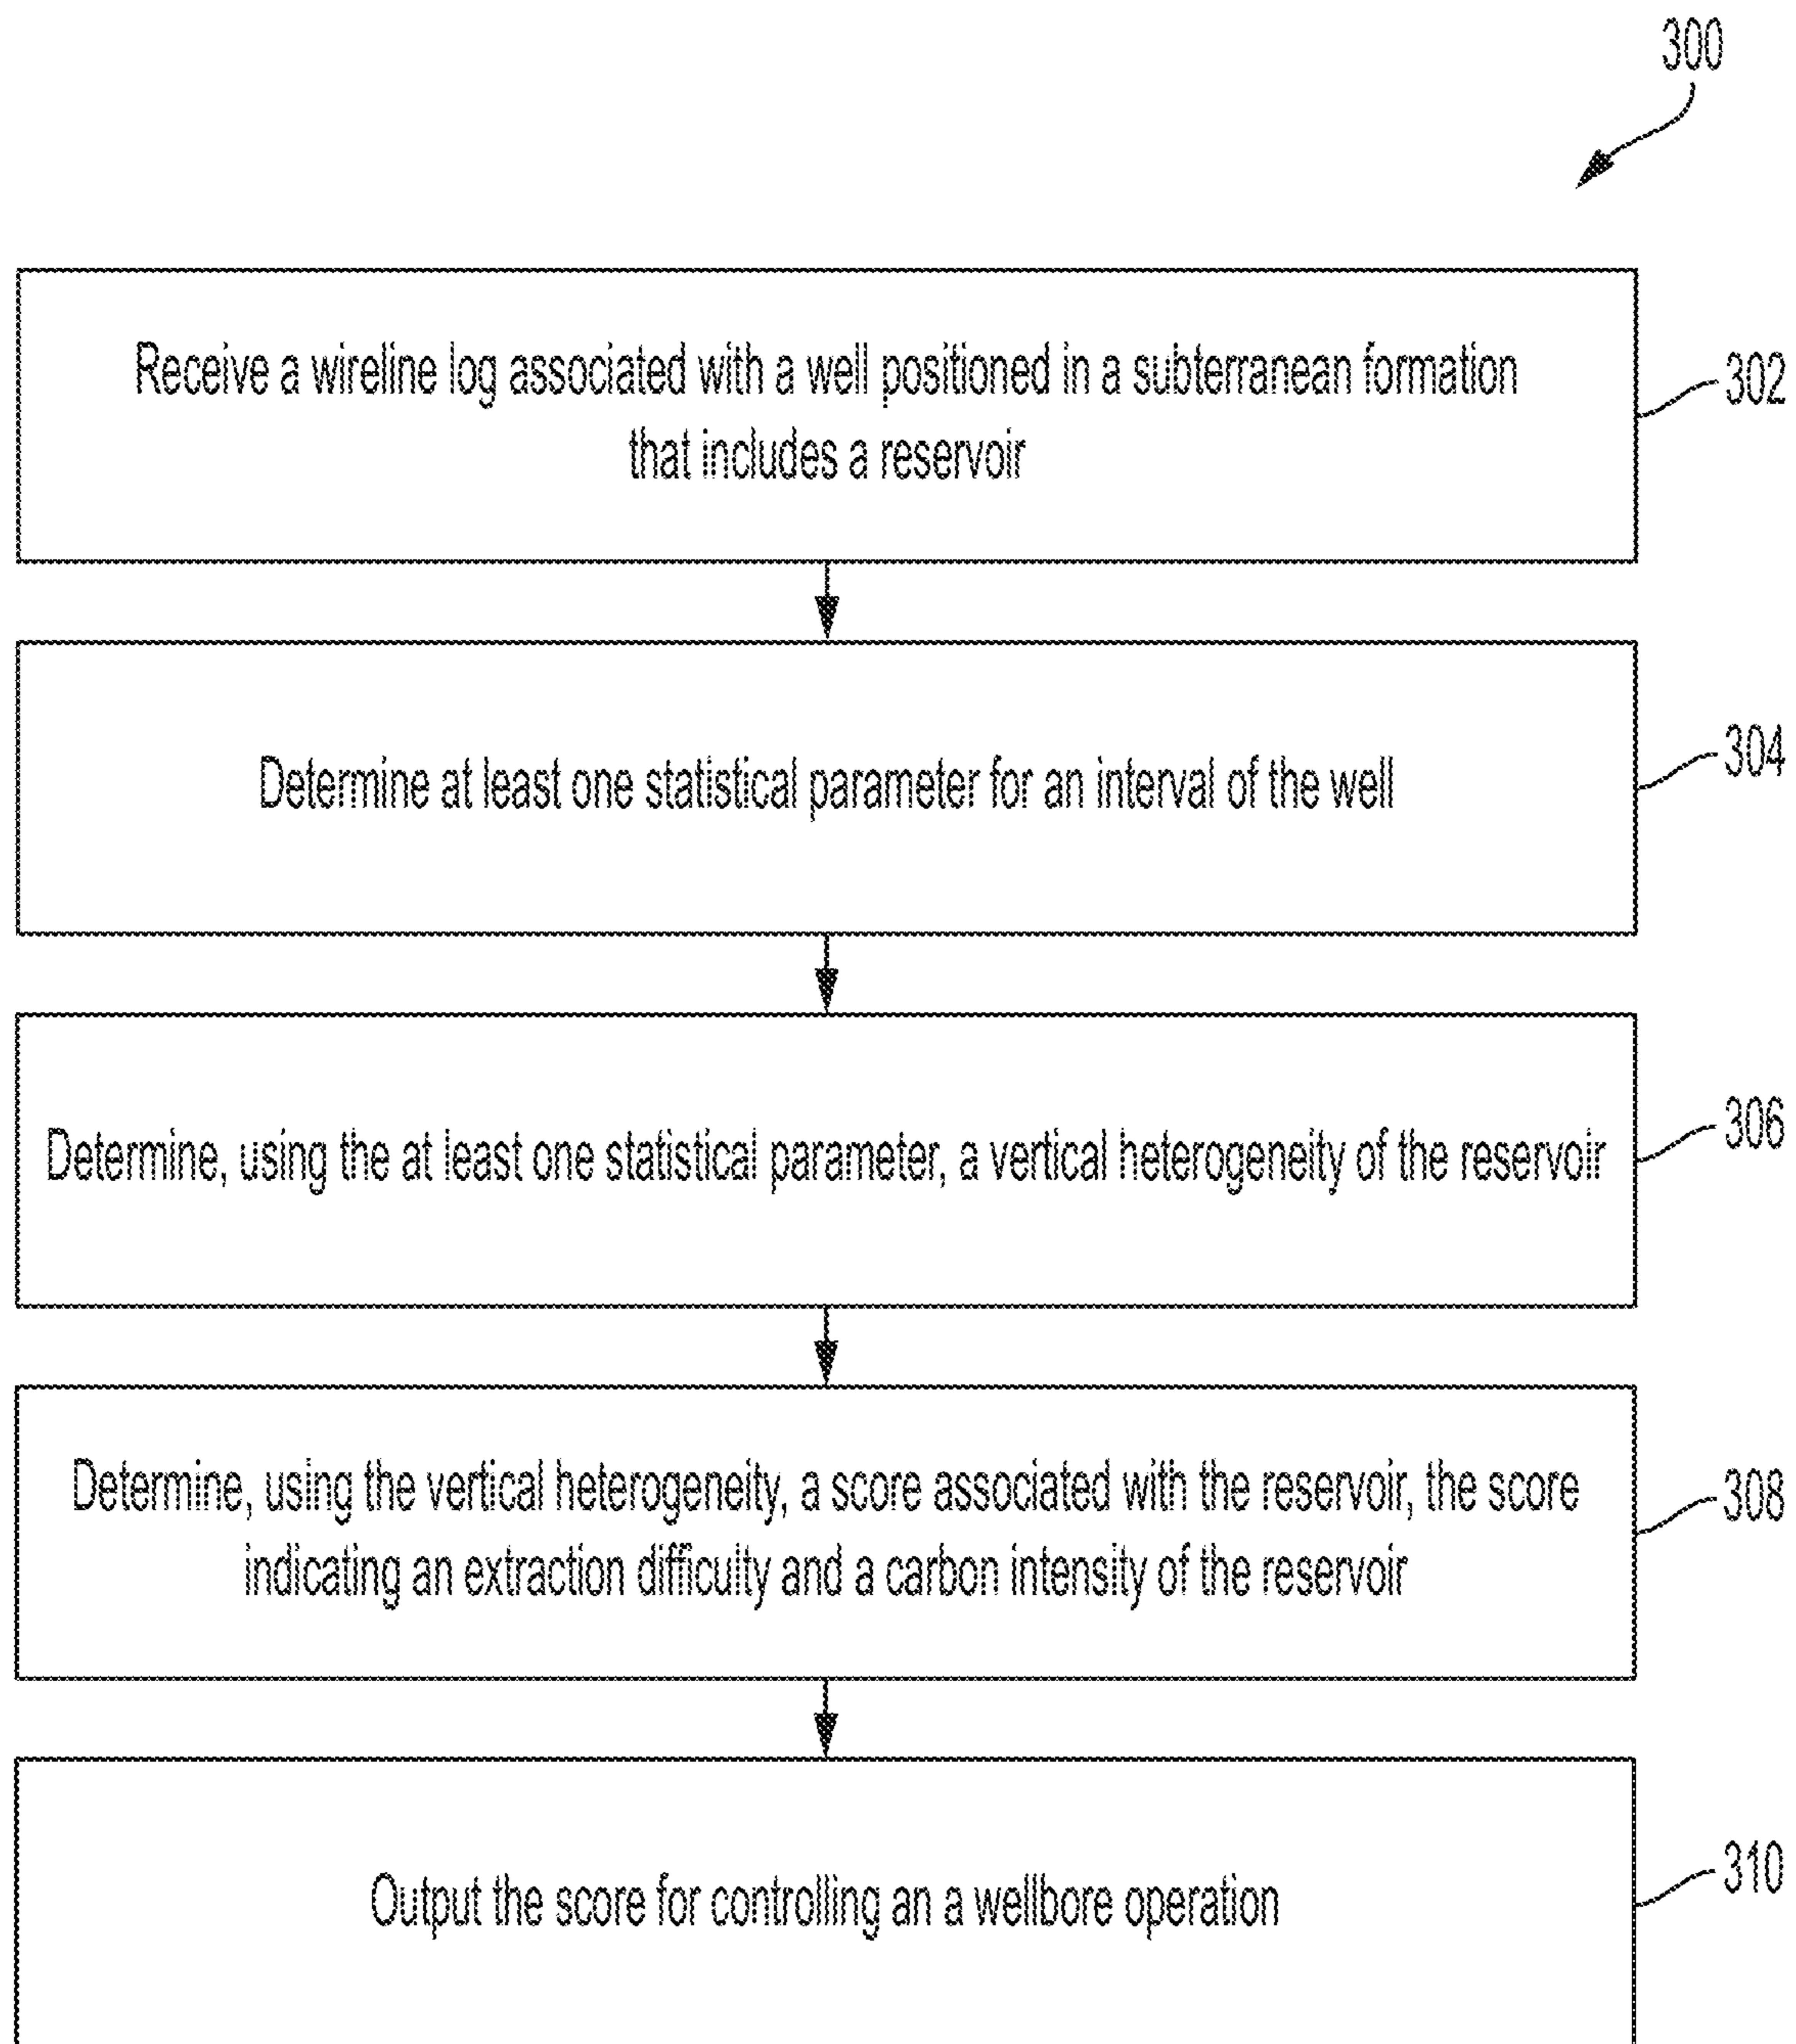 300
Receive a wireline log associated with a well positioned in a subterranean formation
that includes a reservoir
302
Determine at least one statistical parameter for an interval of the well
304
Determine, using the at least one statistical parameter, a vertical heterogeneity of the reservoir
306
Determine, using the vertical heterogeneity, a score associated with the reservoir, the score
indicating an extraction difficulty and a carbon intensity of the reservoir
308
Output the score for controlling an a wellbore operation
310